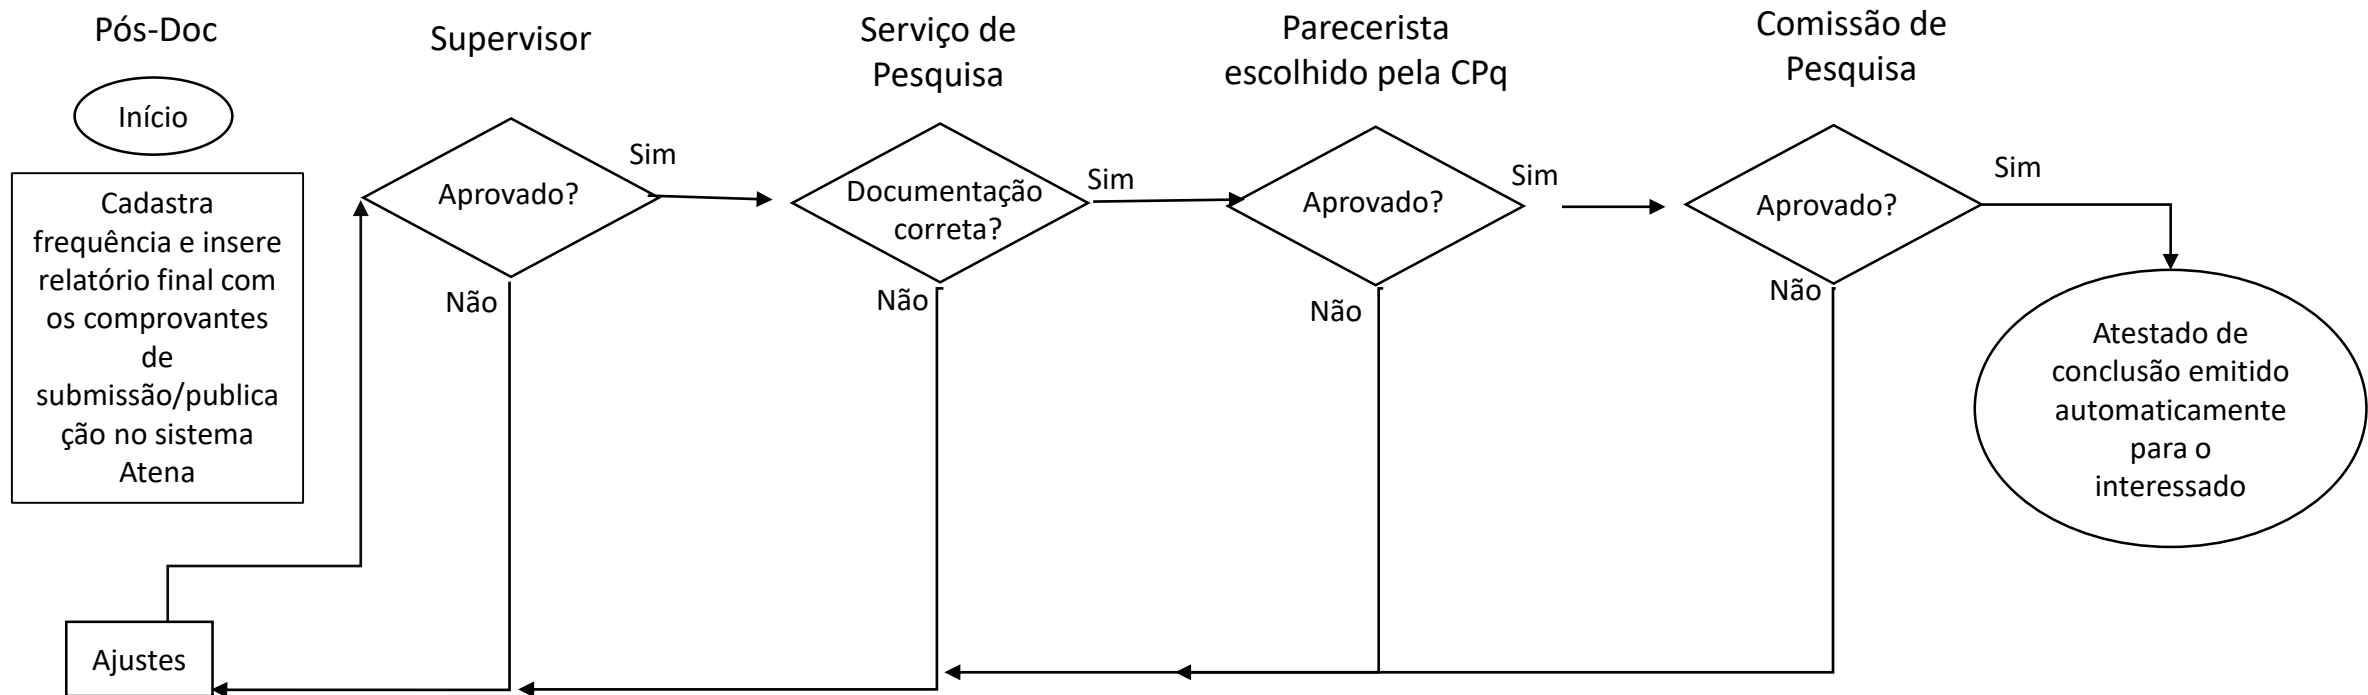 Pós-Doc
Início
Cadastra
frequência e insere
relatório final com
os comprovantes
de
submissão/publica
ção no sistema
Atena
Ajustes
Supervisor
Aprovado?
Sim
Não
Serviço de
Pesquisa
Documentação
correta?
Sim
Não
Parecerista
escolhido pela CPq
Aprovado?
Sim
Não
Comissão de
Pesquisa
Aprovado?
Sim
Não
Atestado de
conclusão emitido
automaticamente
para o
interessado